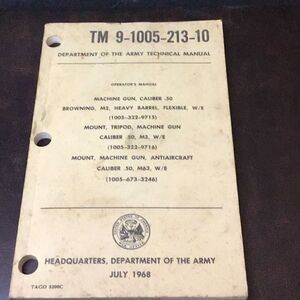 TM 9-1005-213-10
DEPARTMENT OF THE ARMY TECHNICAL MANUAL
OPERATOR'S MANUAL
MACHINE GUN, CALIBER .50
BROWNING, M2, HEAVY BARREL, FLEXIBLE, W/E
(1005-322-9715)
MOUNT, TRIPOD, MACHINE GUN
CALIBER .50, M3, W/E
(1005-322-9716)
MOUNT, MACHINE GUN, ANTIAIRCRAFT
CALIBER .50, M63, W/E
(1005-673-3246)
HEADQUARTERS, DEPARTMENT OF THE ARMY
JULY 1968
TAGO